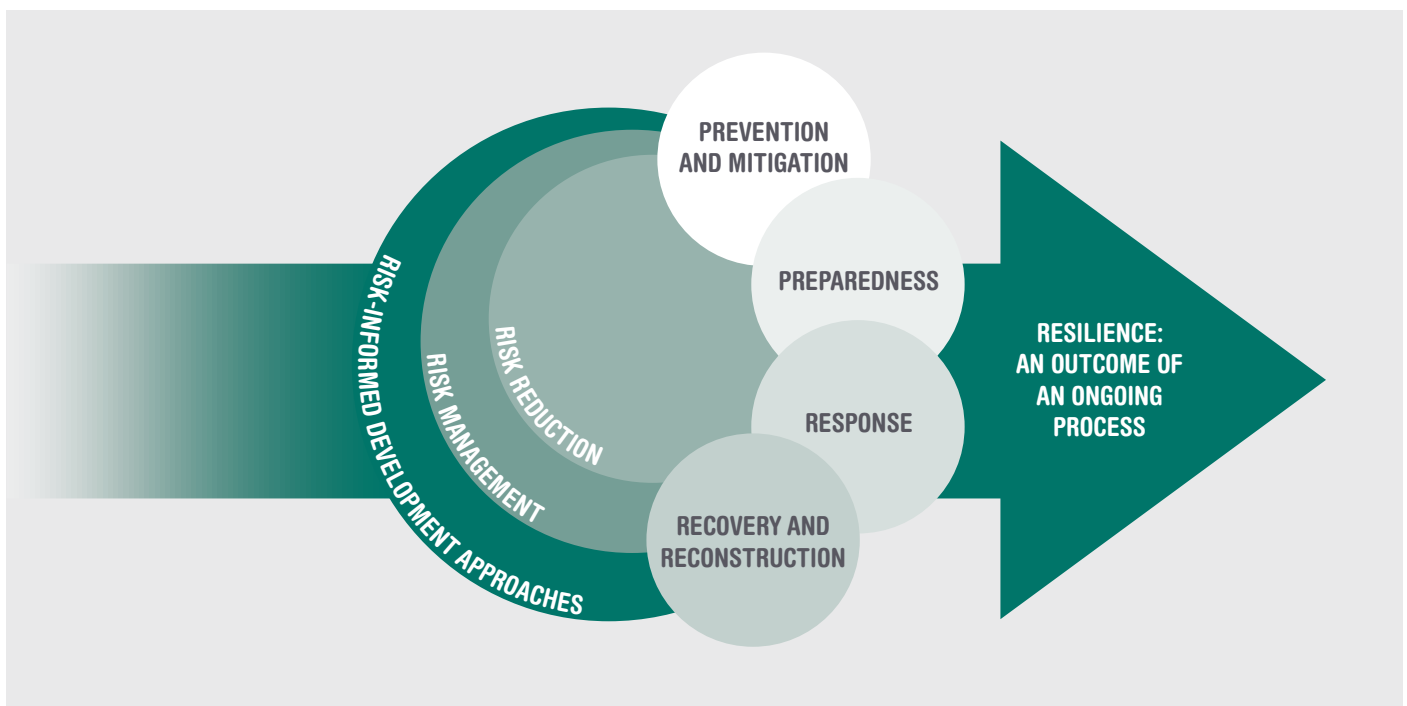 RISK-INFORMED DEVELOPMENT APPROACHES
RISK MANAGEMENT
RISK REDUCTION
PREVENTION
AND MITIGATION
PREPAREDNESS
RESPONSE
RECOVERY AND
RECONSTRUCTION
RESILIENCE:
AN OUTCOME OF
AN ONGOING
PROCESS